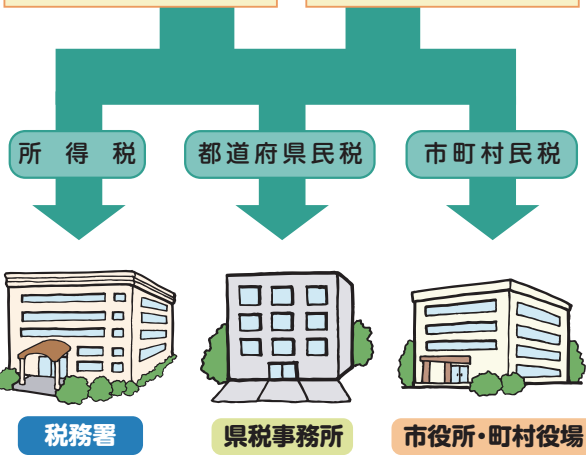 所得税
都道府県民税
市町村民税
税務署
県税事務所
市役所・町村役場